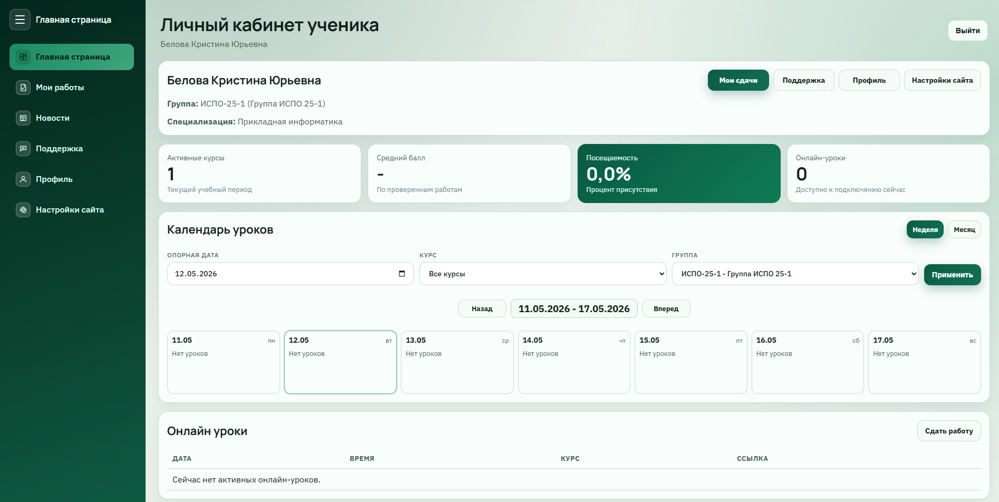 Главная страница
Главная страница
Мои работы
Новости
Поддержка
Профиль
Настройки сайта
Личный кабинет ученика
Белова Кристина Юрьевна
Выйти
Белова Кристина Юрьевна
Мои сдачи
Поддержка
Профиль
Настройки сайта
Группа: ИСПО-25-1 (Группа ИСПО 25-1)
Специализация: Прикладная информатика
Активные курсы
1
Текущий учебный период
Средний балл
-
По проверенным работам
Посещаемость
0,0%
Процент присутствия
Онлайн-уроки
0
Доступно к подключению сейчас
Календарь уроков
Неделя
Месяц
ОПОРНАЯ ДАТА
12.05.2026
КУРС
Все курсы
ГРУППА
ИСПО-25-1 - Группа ИСПО 25-1
Применить
Назад
11.05.2026 - 17.05.2026
Вперед
11.05 пн
Нет уроков
12.05 вт
Нет уроков
13.05 ср
Нет уроков
14.05 чт
Нет уроков
15.05 пт
Нет уроков
16.05 сб
Нет уроков
17.05 вс
Нет уроков
Онлайн уроки
Сдать работу
ДАТА ВРЕМЯ КУРС ССЫЛКА
Сейчас нет активных онлайн-уроков.